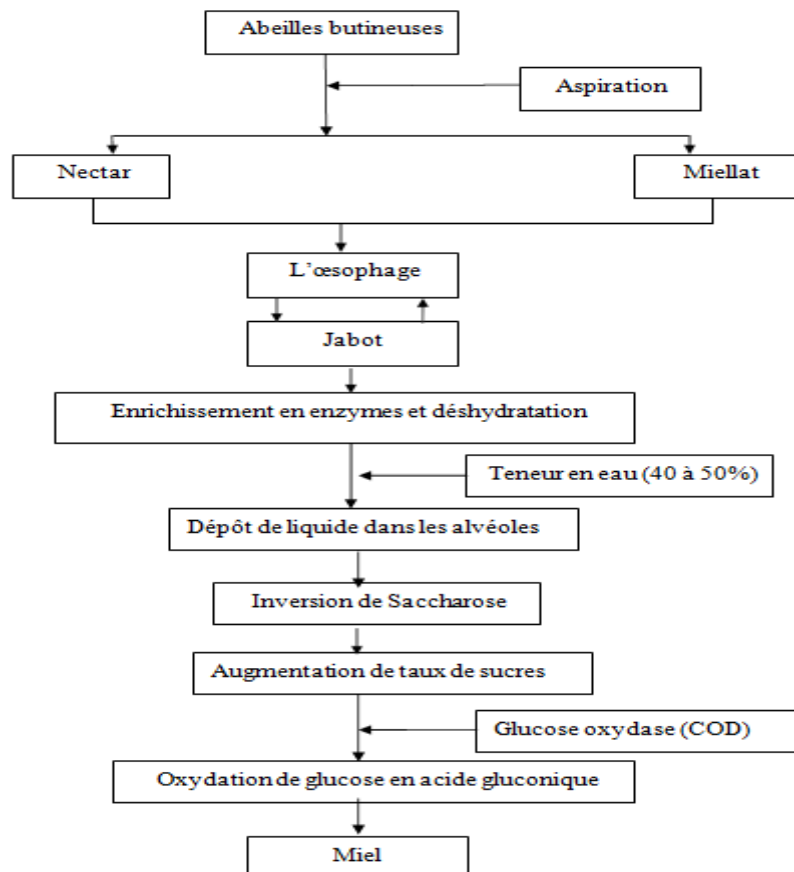 Abeilles butineuses
Aspiration
Nectar
Miellat
L'œsophage
Jabot
Enrichissement en enzymes et déshydratation
Teneur en eau (40 à 50%)
Dépôt de liquide dans les alvéoles
Inversion de Saccharose
Augmentation de taux de sucres
Glucose oxydase (COD)
Oxydation de glucose en acide gluconique
Miel